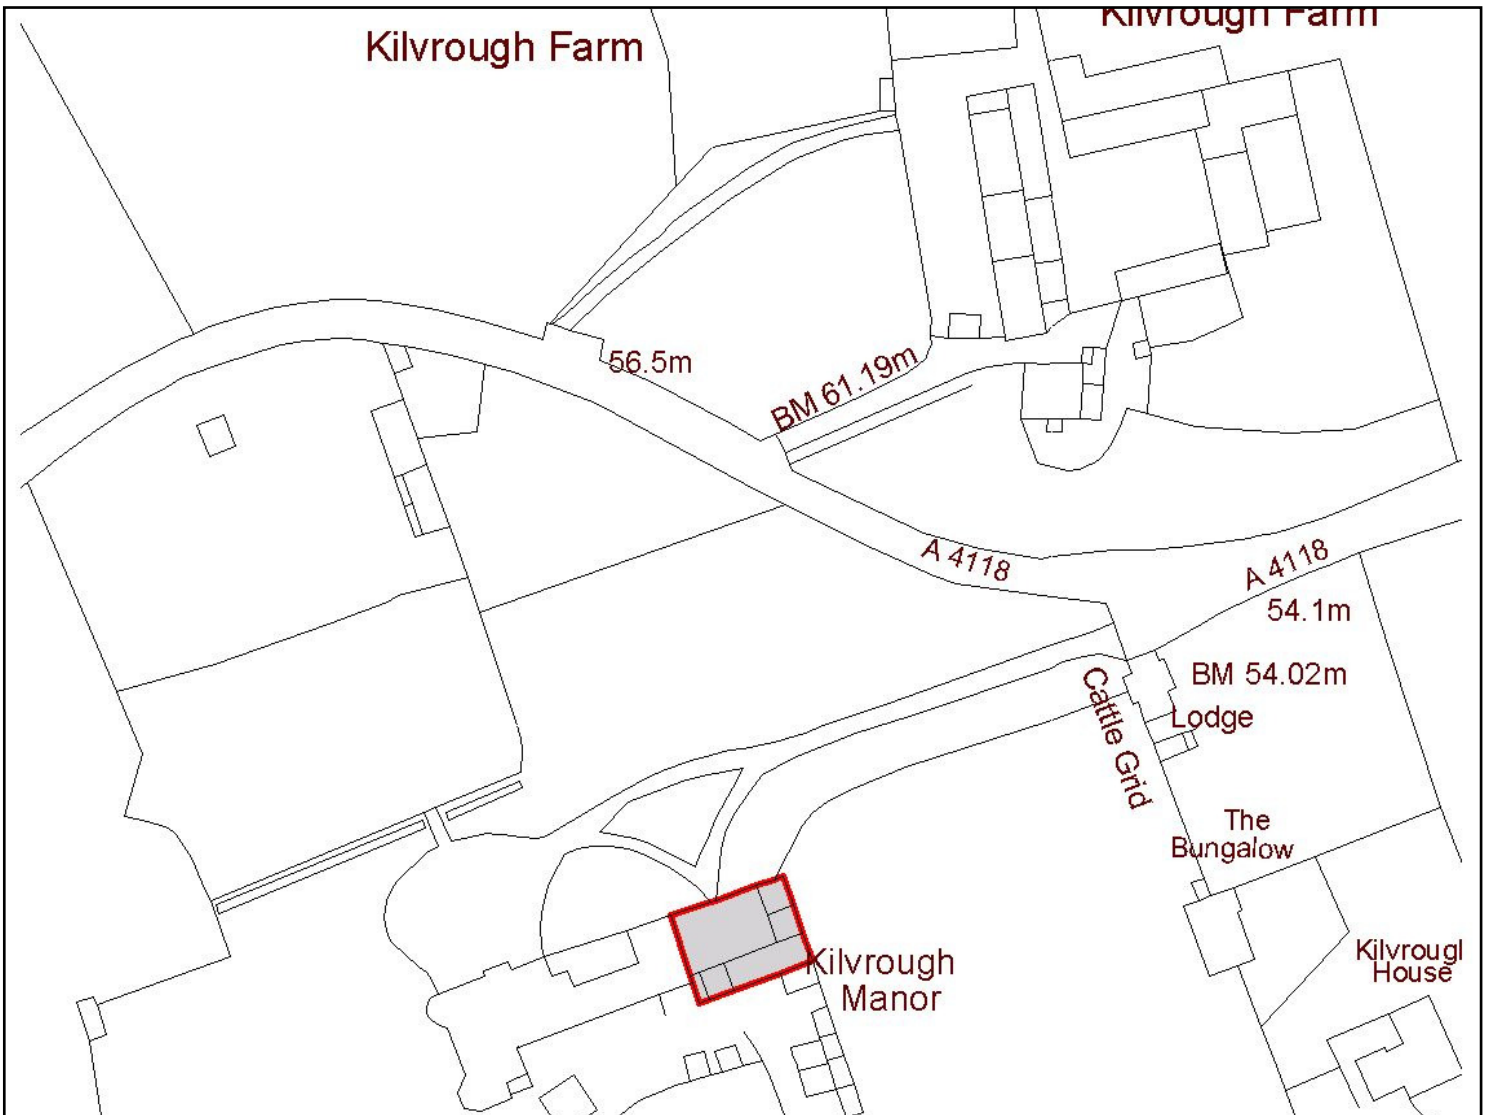 Kilvrough Farm
Kilvrough Farm
56.5m
BM 61.19m
A 4118
A 4118
54.1m
BM 54.02m
Cattle Grid
Lodge
The
Bungalow
Kilvrough
Manor
Kilvrough
House